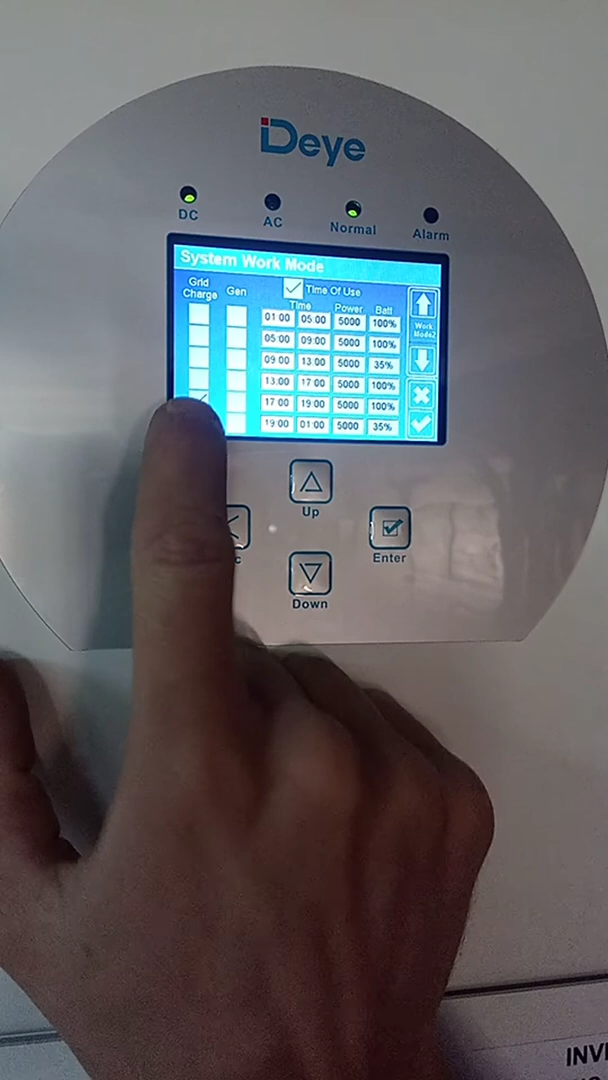 Deye
DC AC Normal Alarm
System Work Mode
Grid Charge Gen Time Of Use
Time Power Batt
01:00 05:00 5000 100%
05:00 09:00 5000 100%
09:00 13:00 5000 35%
13:00 17:00 5000 100%
17:00 19:00 5000 100%
19:00 01:00 5000 35%
Work Mode2
Up
Enter
Down